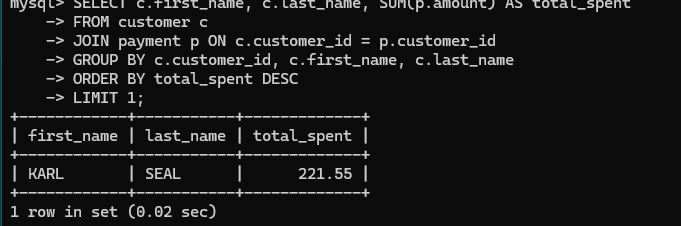 mysql> SELECT c.first_name, c.last_name, SUM(p.amount) AS total_spent
    -> FROM customer c
    -> JOIN payment p ON c.customer_id = p.customer_id
    -> GROUP BY c.customer_id, c.first_name, c.last_name
    -> ORDER BY total_spent DESC
    -> LIMIT 1;
+------------+-----------+-------------+
| first_name | last_name | total_spent |
+------------+-----------+-------------+
| KARL       | SEAL      |      221.55 |
+------------+-----------+-------------+
1 row in set (0.02 sec)